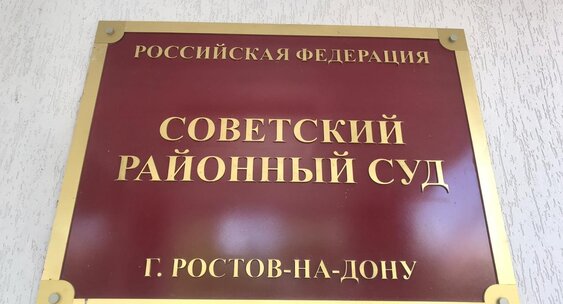 РОССИЙСКАЯ ФЕДЕРАЦИЯ
СОВЕТСКИЙ
РАЙОННЫЙ СУД
Г. РОСТОВ-НА-ДОНУ